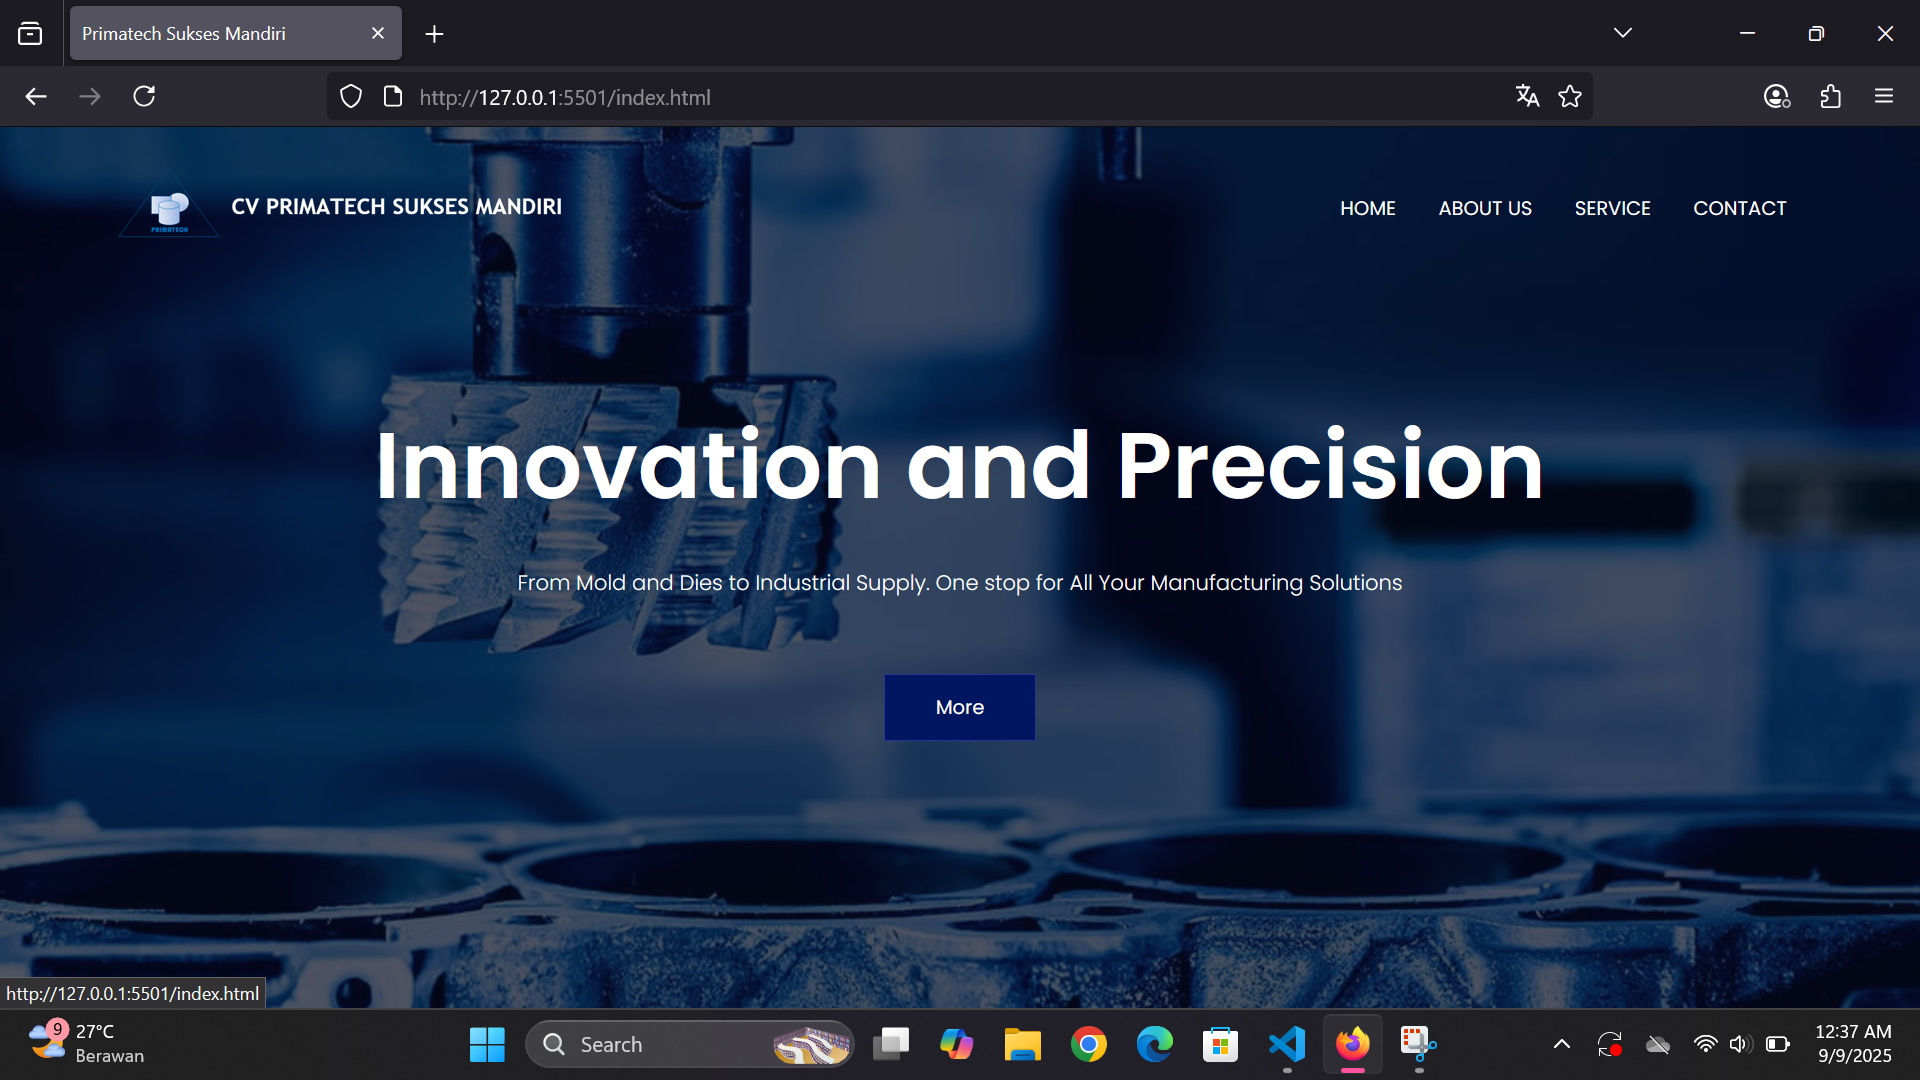 Primatech Sukses Mandiri
http://127.0.0.1:5501/index.html
PRIMATECH
CV PRIMATECH SUKSES MANDIRI
HOME ABOUT US SERVICE CONTACT
Innovation and Precision
From Mold and Dies to Industrial Supply. One stop for All Your Manufacturing Solutions
More
http://127.0.0.1:5501/index.html
9
27°C
Berawan
Search
12:37 AM
9/9/2025